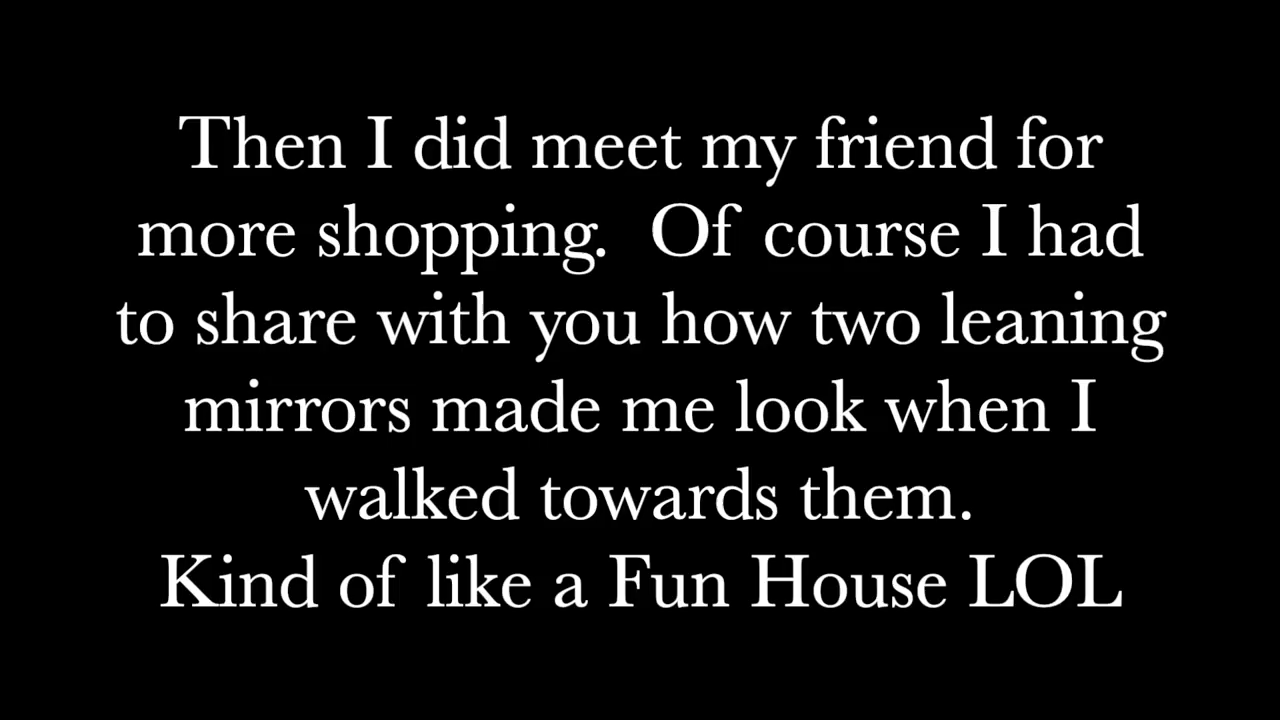 Then I did meet my friend for
more shopping.  Of course I had
to share with you how two leaning
mirrors made me look when I
walked towards them.
Kind of like a Fun House LOL